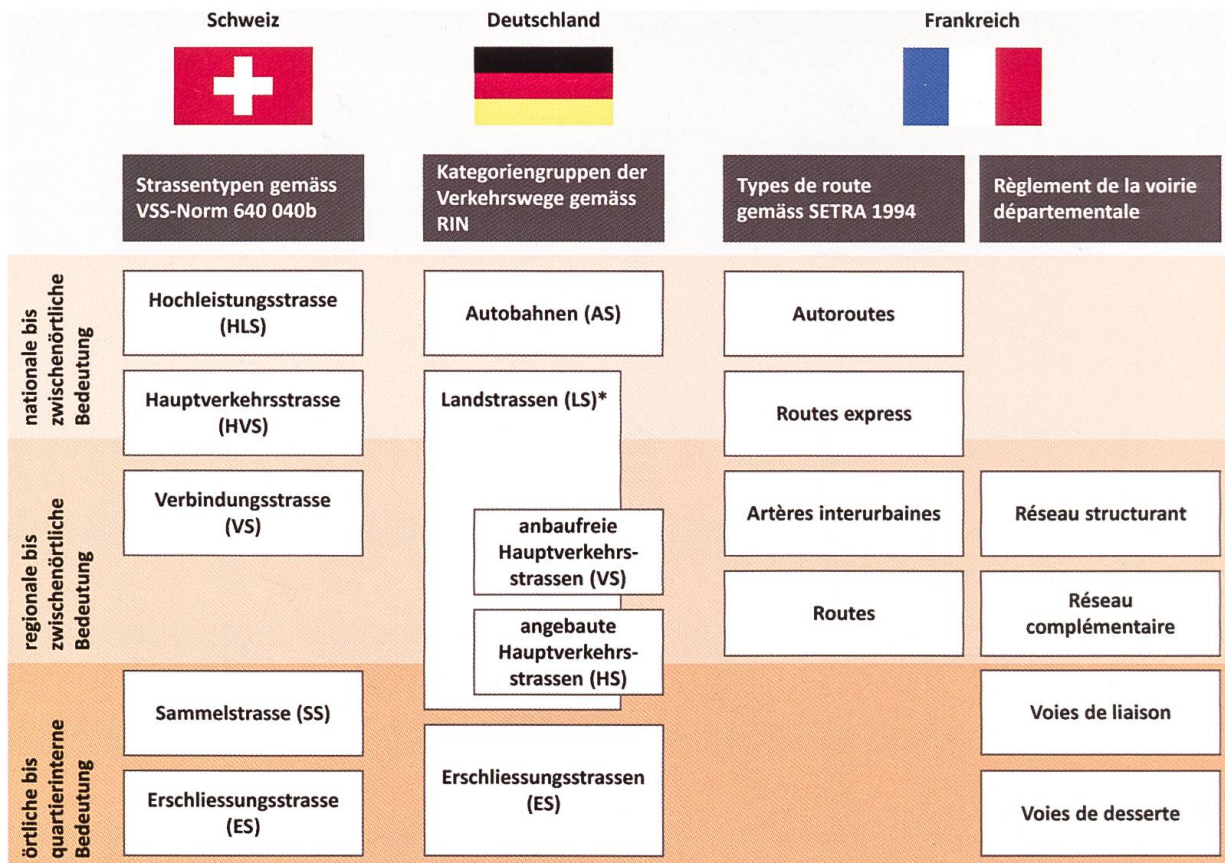 Schweiz
Deutschland
Frankreich
Strassentypen gemäss
VSS-Norm 640 040b
Kategoriengruppen der
Verkehrswege gemäss
RIN
Types de route
gemäss SETRA 1994
Règlement de la voirie
départementale
nationale bis
zwischenörtliche
Bedeutung
Hochleistungsstrasse
(HLS)
Autobahnen (AS)
Autoroutes
Hauptverkehrsstrasse
(HVS)
Landstrassen (LS)*
Routes express
regionale bis
zwischenörtliche
Bedeutung
Verbindungsstrasse
(VS)
anbaufreie
Hauptverkehrs-
strassen (VS)
Artères interurbaines
Réseau structurant
angebaute
Hauptverkehrs-
strassen (HS)
Routes
Réseau
complémentaire
örtliche bis
quartierinterne
Bedeutung
Sammelstrasse (SS)
Erschliessungsstrassen
(ES)
Voies de liaison
Erschliessungsstrasse
(ES)
Voies de desserte